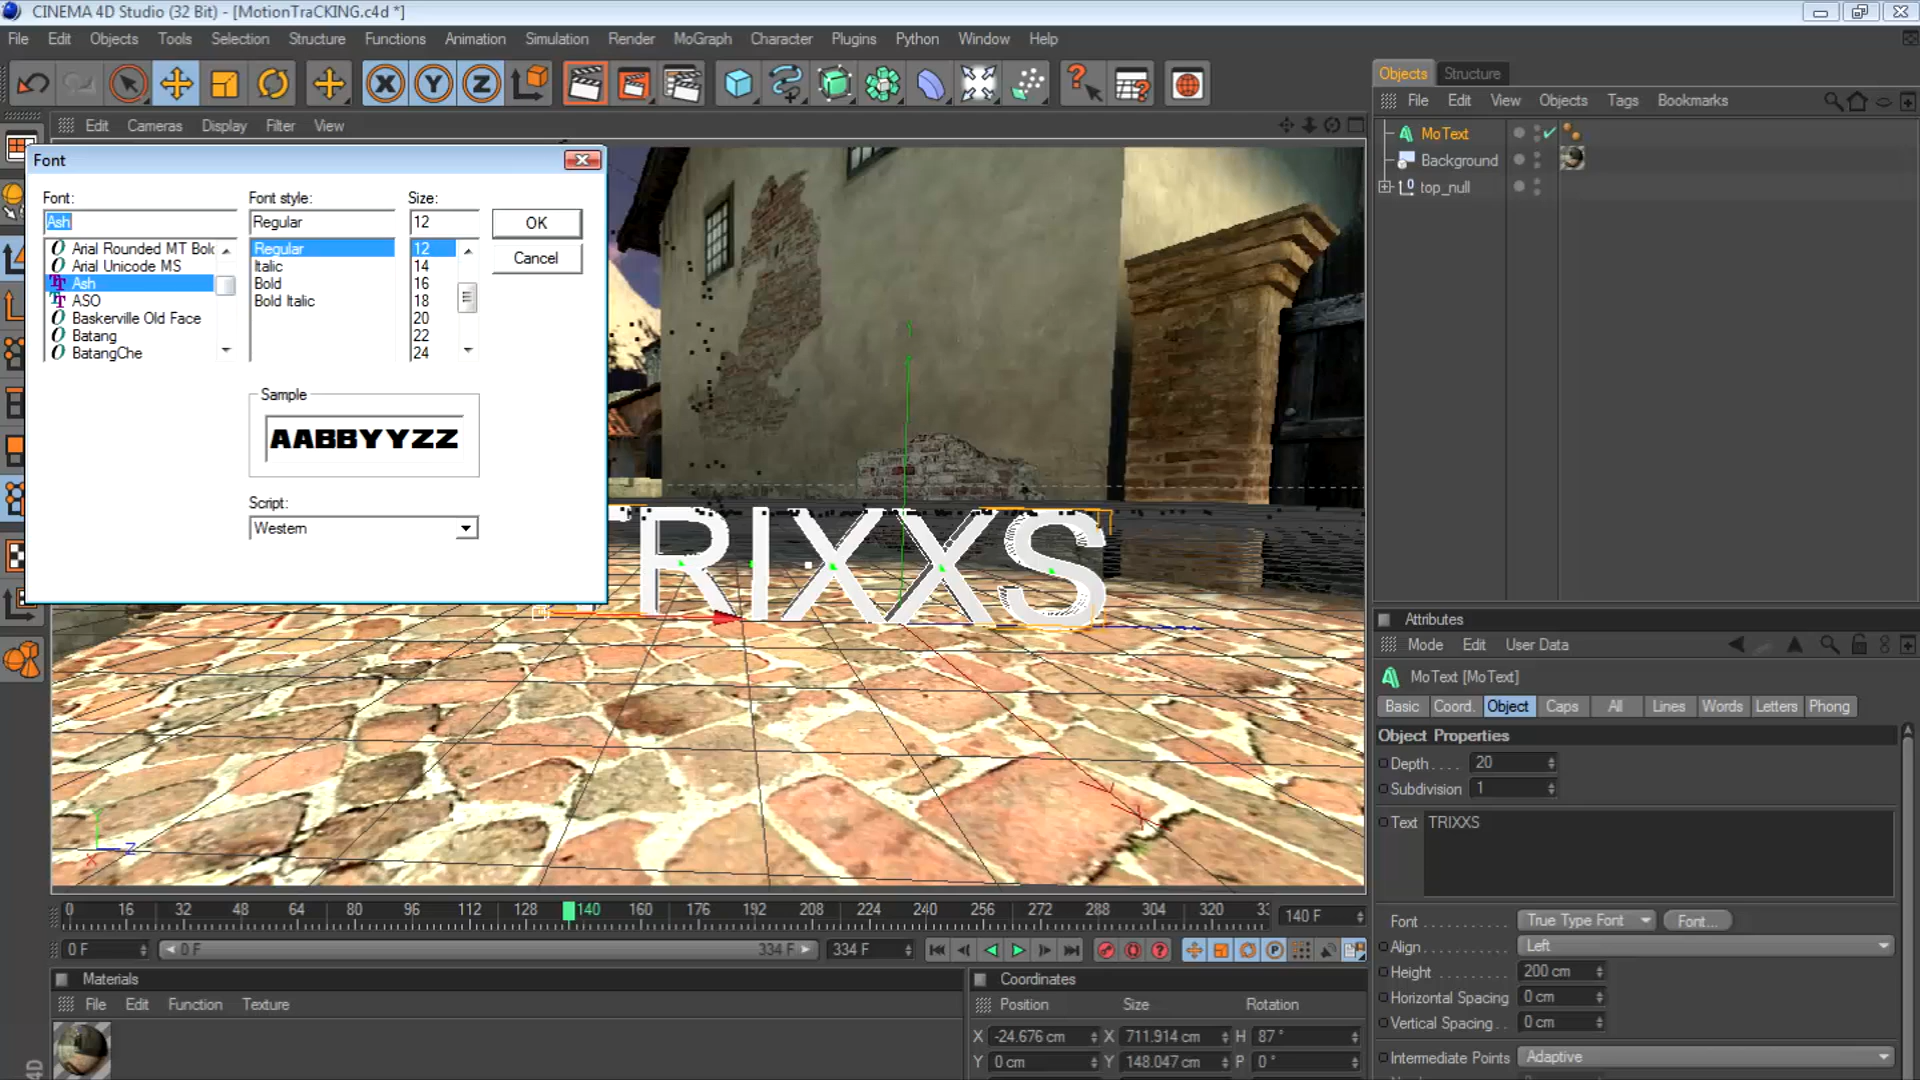 CINEMA 4D Studio (32 Bit) - [MotionTraCKING.c4d *]
File Edit Objects Tools Selection Structure Functions Animation Simulation Render MoGraph Character Plugins Python Window Help
X Y Z
Objects Structure
File Edit View Objects Tags Bookmarks
MoText
Background
top_null
Edit Cameras Display Filter View
Font
Font: Font style: Size:
Ash Regular 12 OK
Arial Rounded MT Bolc
Arial Unicode MS
Ash
ASO
Baskerville Old Face
Batang
BatangChe
Regular
Italic
Bold
Bold Italic
12
14
16
18
20
22
24
Cancel
Sample
AABBYYZZ
Script:
Western
TRIXXS
Y
X Z
Attributes
Mode Edit User Data
MoText [MoText]
Basic Coord. Object Caps All Lines Words Letters Phong
Object Properties
Depth . . . . 20
Subdivision 1
Text TRIXXS
Font . . . . . . . . . . . True Type Font Font...
Align . . . . . . . . . . . Left
Height . . . . . . . . . 200 cm
Horizontal Spacing 0 cm
Vertical Spacing . . 0 cm
Intermediate Points Adaptive
0 16 32 48 64 80 96 112 128 140 160 176 192 208 224 240 256 272 288 304 320 33 140 F
0 F 0 F 334 F 334 F
Materials
File Edit Function Texture
Coordinates
Position Size Rotation
X -24.676 cm X 711.914 cm H 87 °
Y 0 cm Y 148.047 cm P 0 °
4D